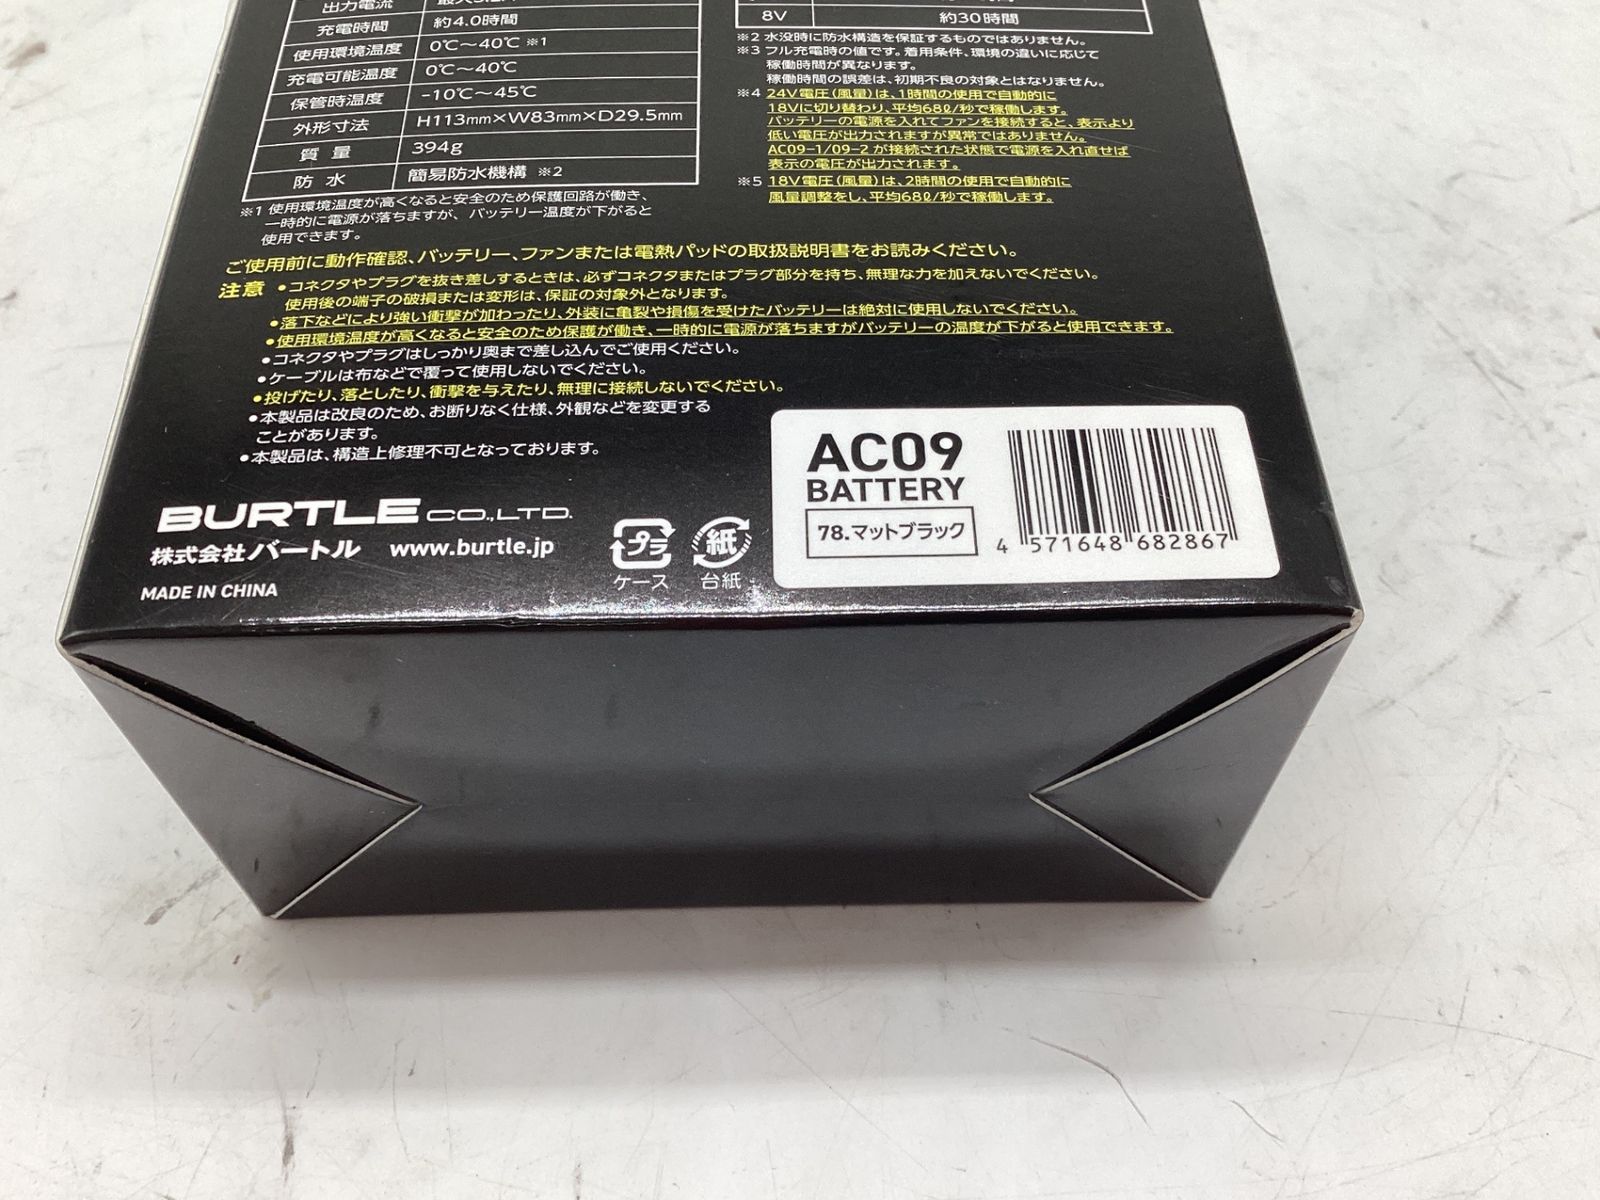 出力電流
充電時間 約4.0時間
使用環境温度 0℃～40℃ ※1
充電可能温度 0℃～40℃
保管時温度 -10℃～45℃
外形寸法 H113mm×W83mm×D29.5mm
質量 394g
防水 簡易防水機構 ※2
※1 使用環境温度が高くなると安全のため保護回路が働き、
一時的に電源が落ちますが、バッテリー温度が下がると
使用できます。
8V 約30時間
※2 水没時に防水構造を保証するものではありません。
※3 フル充電時の値です。着用条件、環境の違いに応じて
稼働時間が異なります。
稼働時間の誤差は、初期不良の対象とはなりません。
※4 24V電圧(風量)は、1時間の使用で自動的に
18Vに切り替わり、平均68ℓ/秒で稼働します。
バッテリーの電源を入れてファンを接続すると、表示より
低い電圧が出力されますが異常ではありません。
AC09-1/09-2 が接続された状態で電源を入れ直せば
表示の電圧が出力されます。
※5 18V電圧(風量)は、2時間の使用で自動的に
風量調整をし、平均68ℓ/秒で稼働します。
ご使用前に動作確認、バッテリー、ファンまたは電熱パッドの取扱説明書をお読みください。
注意 ●コネクタやプラグを抜き差しするときは、必ずコネクタまたはプラグ部分を持ち、無理な力を加えないでください。
使用後の端子の破損または変形は、保証の対象外となります。
●落下などにより強い衝撃が加わったり、外装に亀裂や損傷を受けたバッテリーは絶対に使用しないでください。
●使用環境温度が高くなると安全のため保護が働き、一時的に電源が落ちますがバッテリーの温度が下がると使用できます。
●コネクタやプラグはしっかり奥まで差し込んでご使用ください。
●ケーブルは布などで覆って使用しないでください。
●投げたり、落としたり、衝撃を与えたり、無理に接続しないでください。
●本製品は改良のため、お断りなく仕様、外観などを変更する
ことがあります。
●本製品は、構造上修理不可となっております。
BURTLE CO.,LTD.
株式会社バートル www.burtle.jp
MADE IN CHINA
プラ
ケース
紙
台紙
AC09
BATTERY
78.マットブラック
4 571648 682867